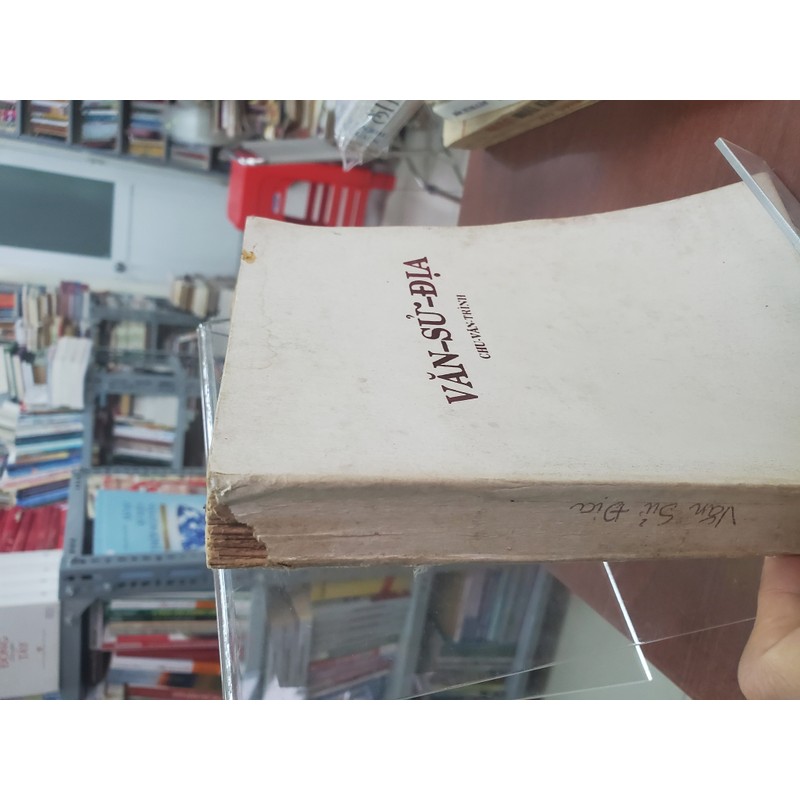 VĂN-SỬ-ĐỊA
CHU-VĂN-TRÌNH
Văn Sử Địa